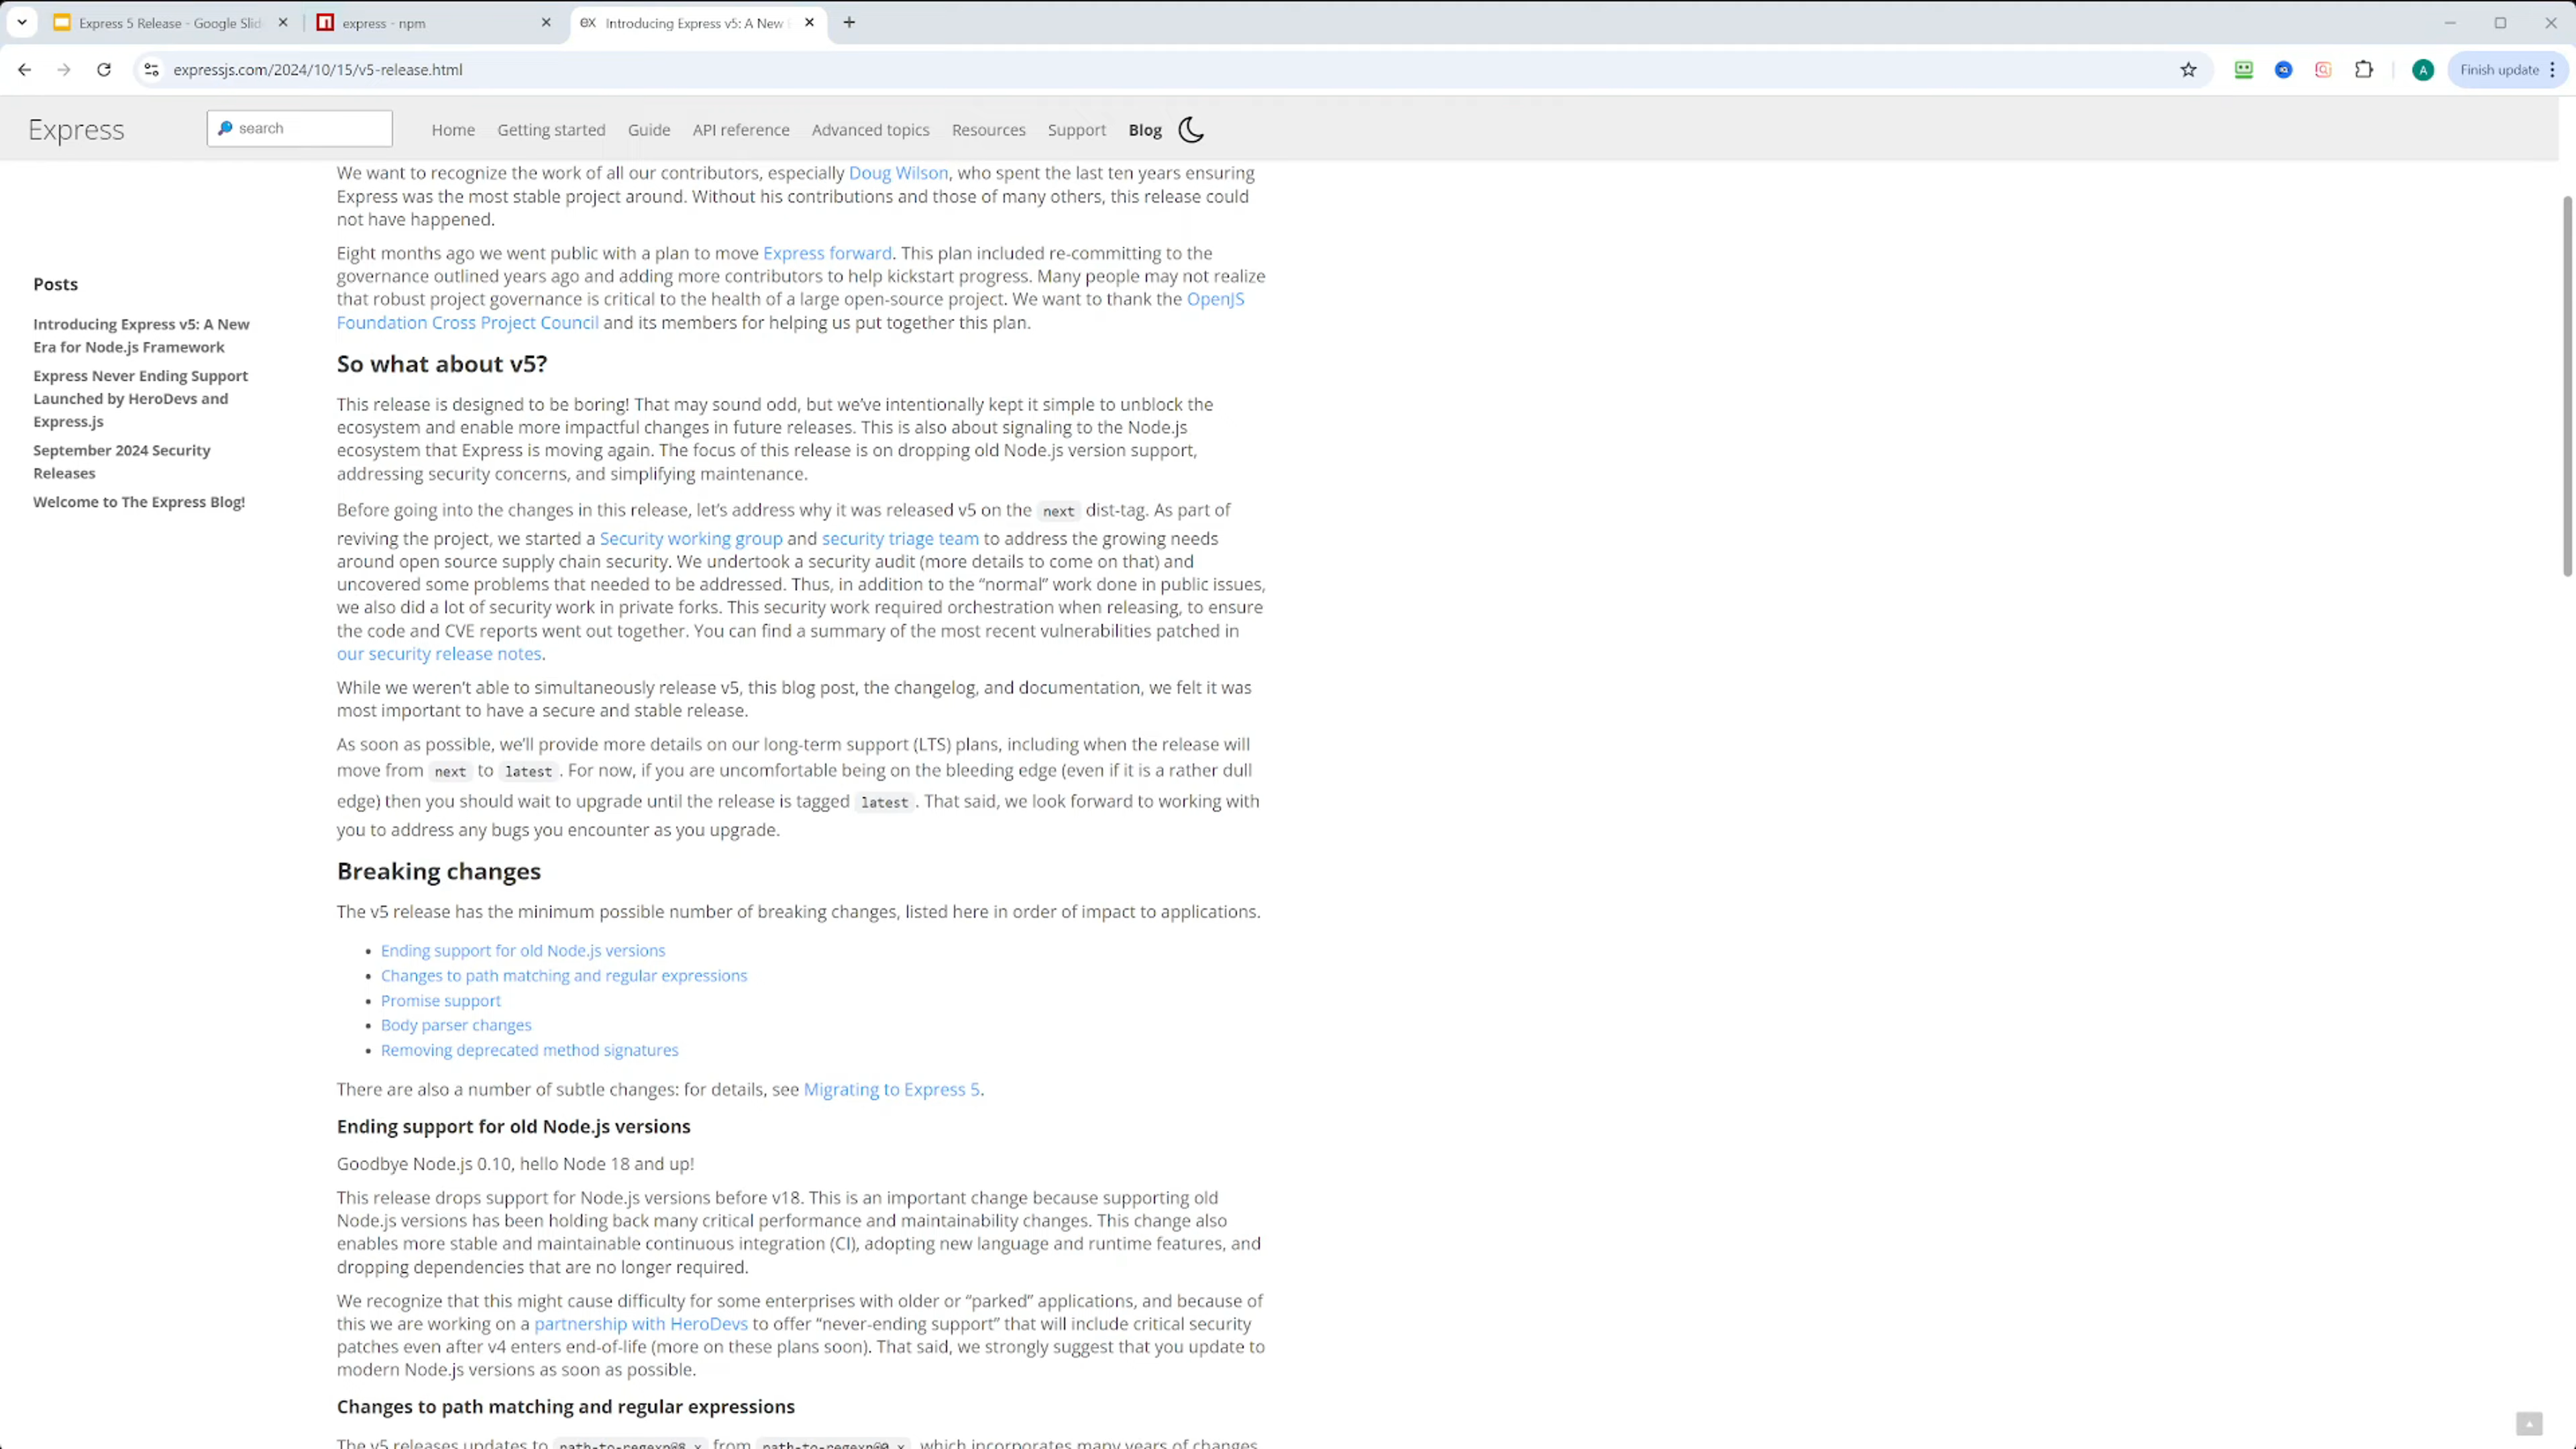 Express 5 Release - Google Slid
express - npm
Introducing Express v5: A New
expressjs.com/2024/10/15/v5-release.html
A
Finish update
Express
search
Home
Getting started
Guide
API reference
Advanced topics
Resources
Support
Blog
Posts
Introducing Express v5: A New
Era for Node.js Framework
Express Never Ending Support
Launched by HeroDevs and
Express.js
September 2024 Security
Releases
Welcome to The Express Blog!
We want to recognize the work of all our contributors, especially Doug Wilson, who spent the last ten years ensuring
Express was the most stable project around. Without his contributions and those of many others, this release could
not have happened.
Eight months ago we went public with a plan to move Express forward. This plan included re-committing to the
governance outlined years ago and adding more contributors to help kickstart progress. Many people may not realize
that robust project governance is critical to the health of a large open-source project. We want to thank the OpenJS
Foundation Cross Project Council and its members for helping us put together this plan.
So what about v5?
This release is designed to be boring! That may sound odd, but we've intentionally kept it simple to unblock the
ecosystem and enable more impactful changes in future releases. This is also about signaling to the Node.js
ecosystem that Express is moving again. The focus of this release is on dropping old Node.js version support,
addressing security concerns, and simplifying maintenance.
Before going into the changes in this release, let's address why it was released v5 on the next dist-tag. As part of
reviving the project, we started a Security working group and security triage team to address the growing needs
around open source supply chain security. We undertook a security audit (more details to come on that) and
uncovered some problems that needed to be addressed. Thus, in addition to the “normal” work done in public issues,
we also did a lot of security work in private forks. This security work required orchestration when releasing, to ensure
the code and CVE reports went out together. You can find a summary of the most recent vulnerabilities patched in
our security release notes.
While we weren't able to simultaneously release v5, this blog post, the changelog, and documentation, we felt it was
most important to have a secure and stable release.
As soon as possible, we'll provide more details on our long-term support (LTS) plans, including when the release will
move from next to latest. For now, if you are uncomfortable being on the bleeding edge (even if it is a rather dull
edge) then you should wait to upgrade until the release is tagged latest. That said, we look forward to working with
you to address any bugs you encounter as you upgrade.
Breaking changes
The v5 release has the minimum possible number of breaking changes, listed here in order of impact to applications.
• Ending support for old Node.js versions
• Changes to path matching and regular expressions
• Promise support
• Body parser changes
• Removing deprecated method signatures
There are also a number of subtle changes: for details, see Migrating to Express 5.
Ending support for old Node.js versions
Goodbye Node.js 0.10, hello Node 18 and up!
This release drops support for Node.js versions before v18. This is an important change because supporting old
Node.js versions has been holding back many critical performance and maintainability changes. This change also
enables more stable and maintainable continuous integration (CI), adopting new language and runtime features, and
dropping dependencies that are no longer required.
We recognize that this might cause difficulty for some enterprises with older or “parked” applications, and because of
this we are working on a partnership with HeroDevs to offer “never-ending support” that will include critical security
patches even after v4 enters end-of-life (more on these plans soon). That said, we strongly suggest that you update to
modern Node.js versions as soon as possible.
Changes to path matching and regular expressions
The v5 releases updates to path-to-regexp@8.x from path-to-regexp@0.x, which incorporates many years of changes